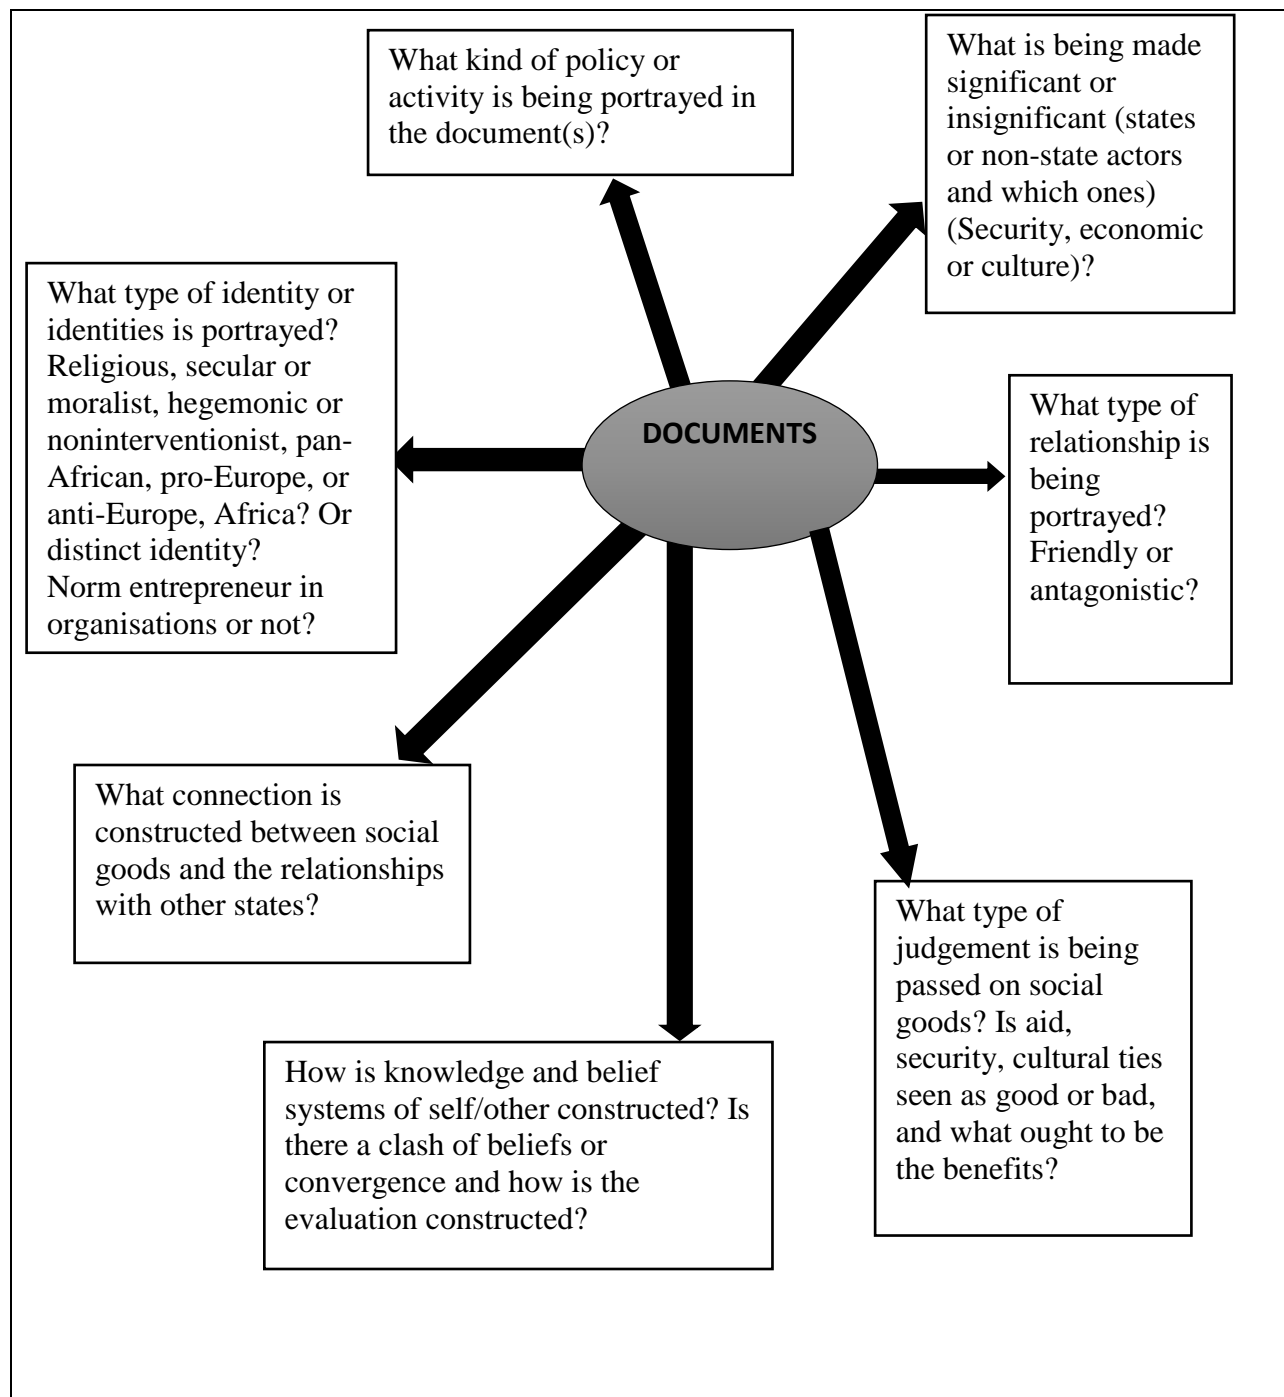 What kind of policy or
activity is being portrayed in
the document(s)?
What is being made
significant or
insignificant (states
or non-state actors
and which ones)
(Security, economic
or culture)?
What type of identity or
identities is portrayed?
Religious, secular or
moralist, hegemonic or
noninterventionist, pan-
African, pro-Europe, or
anti-Europe, Africa? Or
distinct identity?
Norm entrepreneur in
organisations or not?
DOCUMENTS
What type of
relationship is
being
portrayed?
Friendly or
antagonistic?
What connection is
constructed between social
goods and the relationships
with other states?
What type of
judgement is being
passed on social
goods? Is aid,
security, cultural ties
seen as good or bad,
and what ought to be
the benefits?
How is knowledge and belief
systems of self/other constructed? Is
there a clash of beliefs or
convergence and how is the
evaluation constructed?